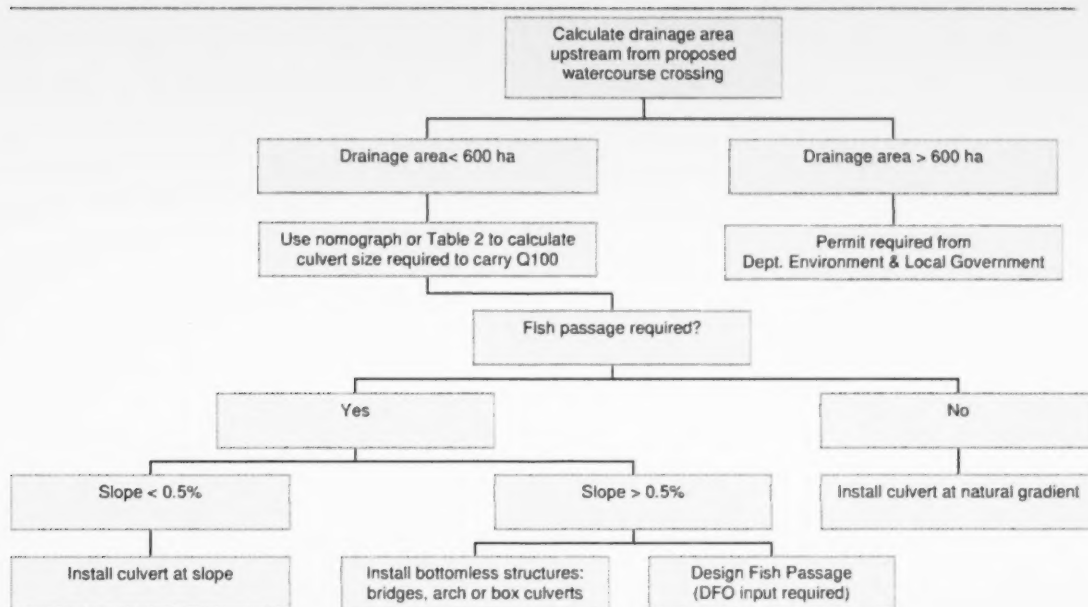 Calculate drainage area
upstream from proposed
watercourse crossing
Drainage area< 600 ha
Drainage area > 600 ha
Use nomograph or Table 2 to calculate
culvert size required to carry Q100
Permit required from
Dept. Environment & Local Government
Fish passage required?
Yes
No
Slope < 0.5%
Slope > 0.5%
Install culvert at natural gradient
Install culvert at slope
Install bottomless structures:
bridges, arch or box culverts
Design Fish Passage
(DFO input required)